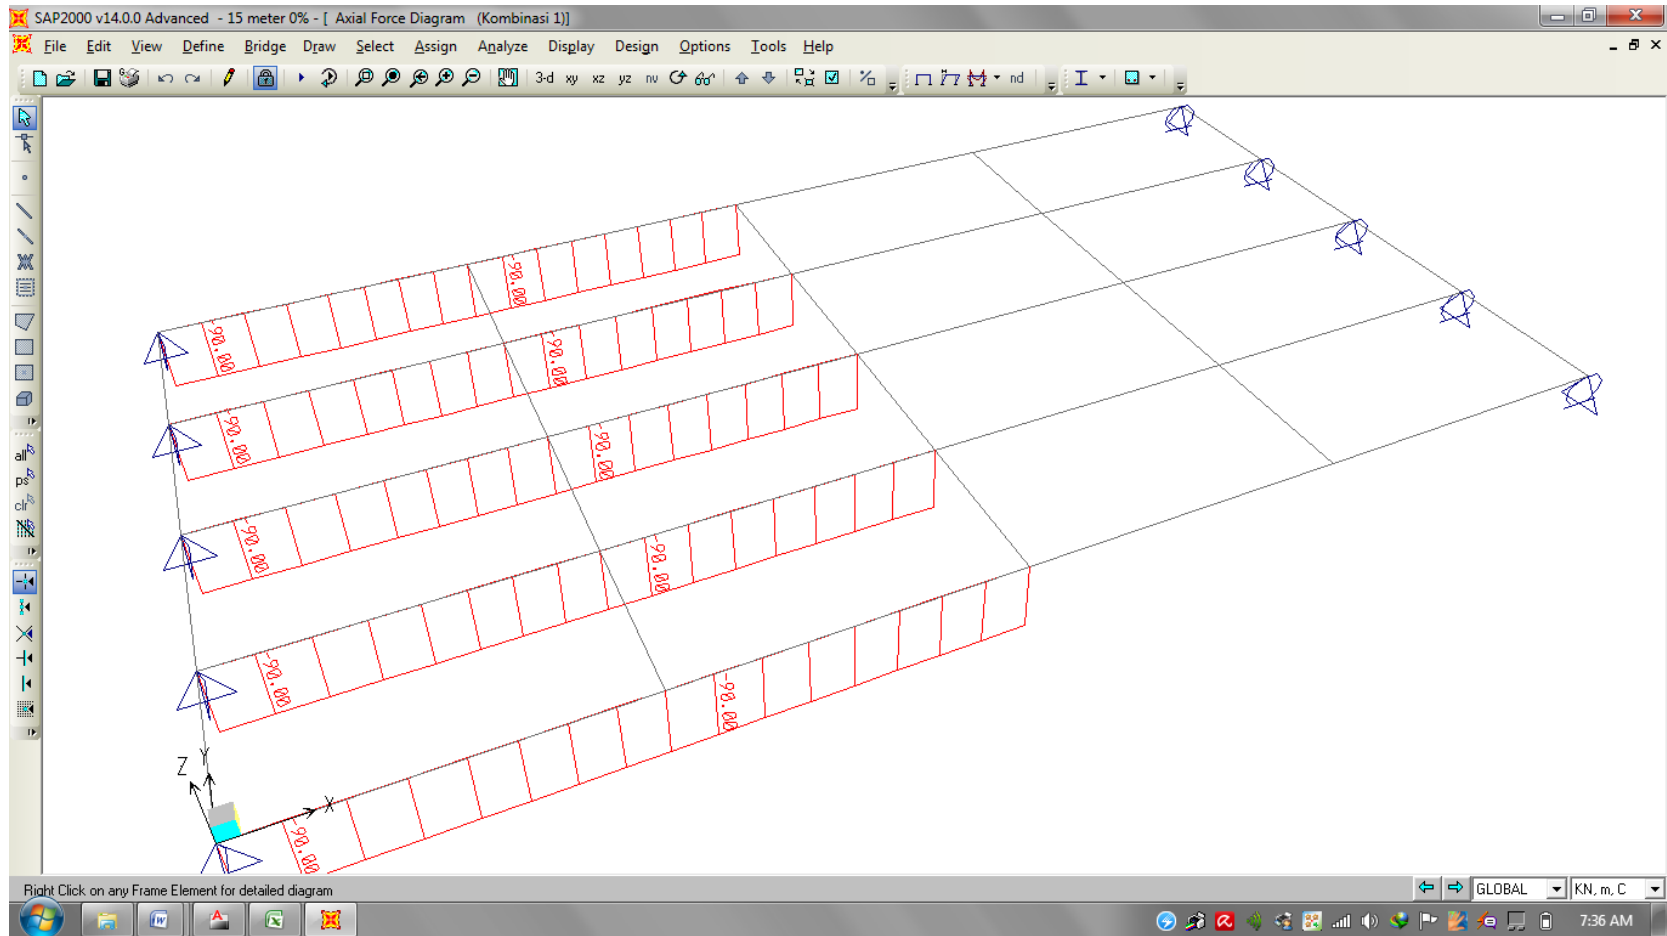 SAP2000 v14.0.0 Advanced - 15 meter 0% - [ Axial Force Diagram (Kombinasi 1)]
File Edit View Define Bridge Draw Select Assign Analyze Display Design Options Tools Help
3-d xy xz yz nv nd
all
ps
clr
-90.00
-90.00
-90.00
-90.00
-90.00
-90.00
-90.00
-90.00
-90.00
-90.00
Z Y X
Right Click on any Frame Element for detailed diagram
GLOBAL KN, m, C
7:36 AM